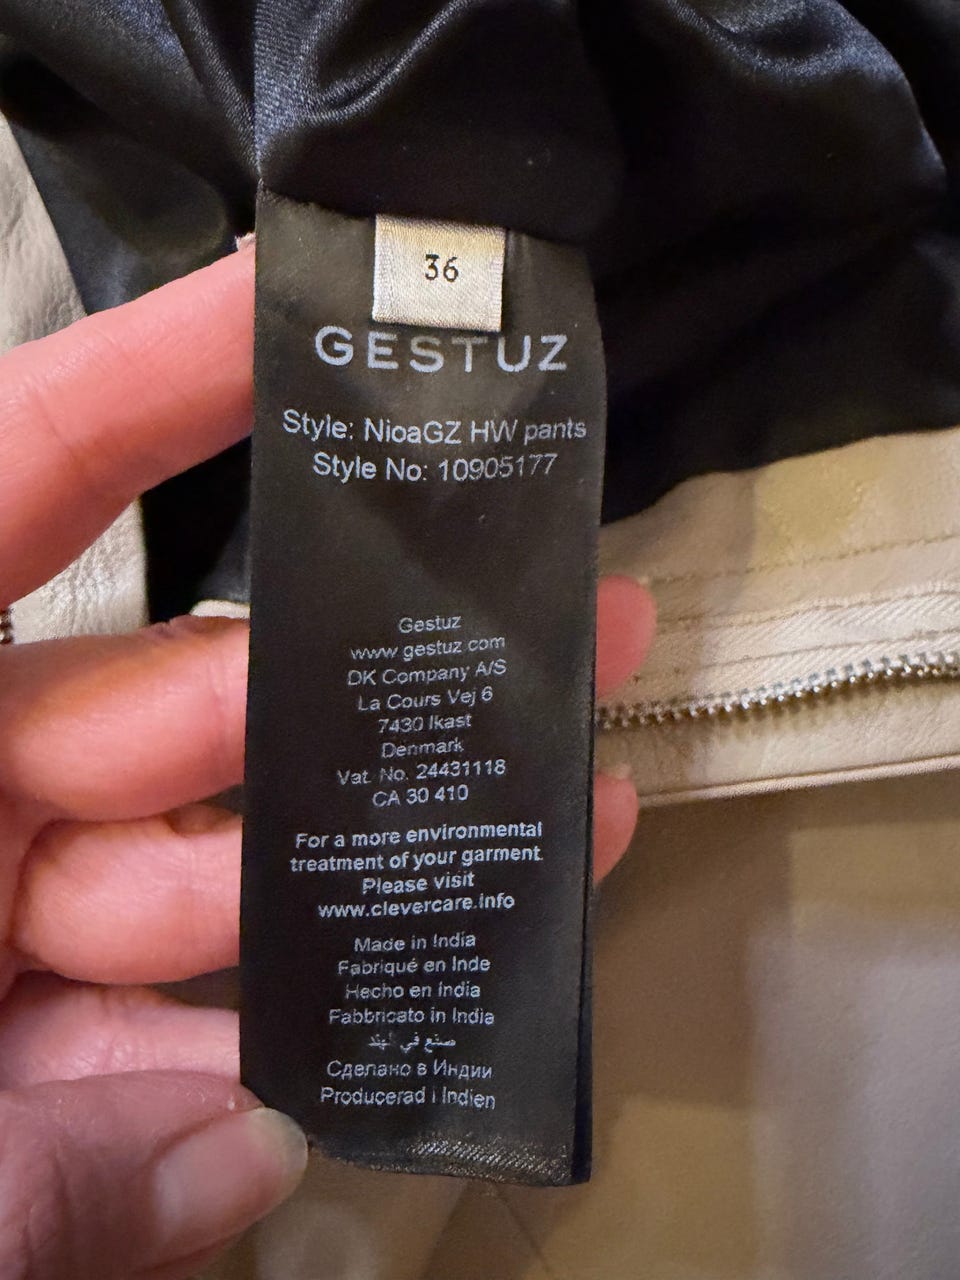 36
GESTUZ
Style: NioaGZ HW pants
Style No: 10905177
Gestuz
www gestuz com
DK Company A/S
La Cours Vej 6
7430 Ikast
Denmark
Vat. No. 24431118
CA 30 410
For a more environmental
treatment of your garment.
Please visit
www.clevercare.info
Made in India
Fabriqué en Inde
Hecho en India
Fabbricato in India
صنع في الهند
Сделано в Индии
Producerad i Indien